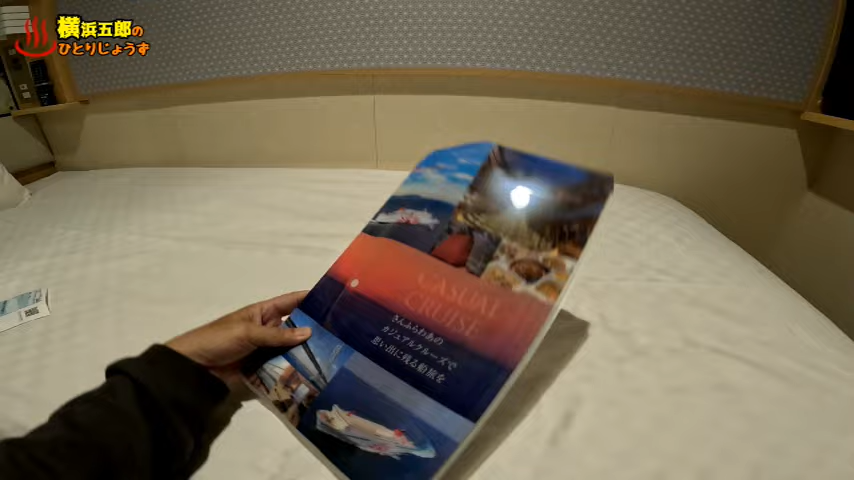 横浜五郎の
ひとりじょうず
CASUAL
CRUISE
さんふらわあの
カジュアルクルーズで
思い出に残る船旅を